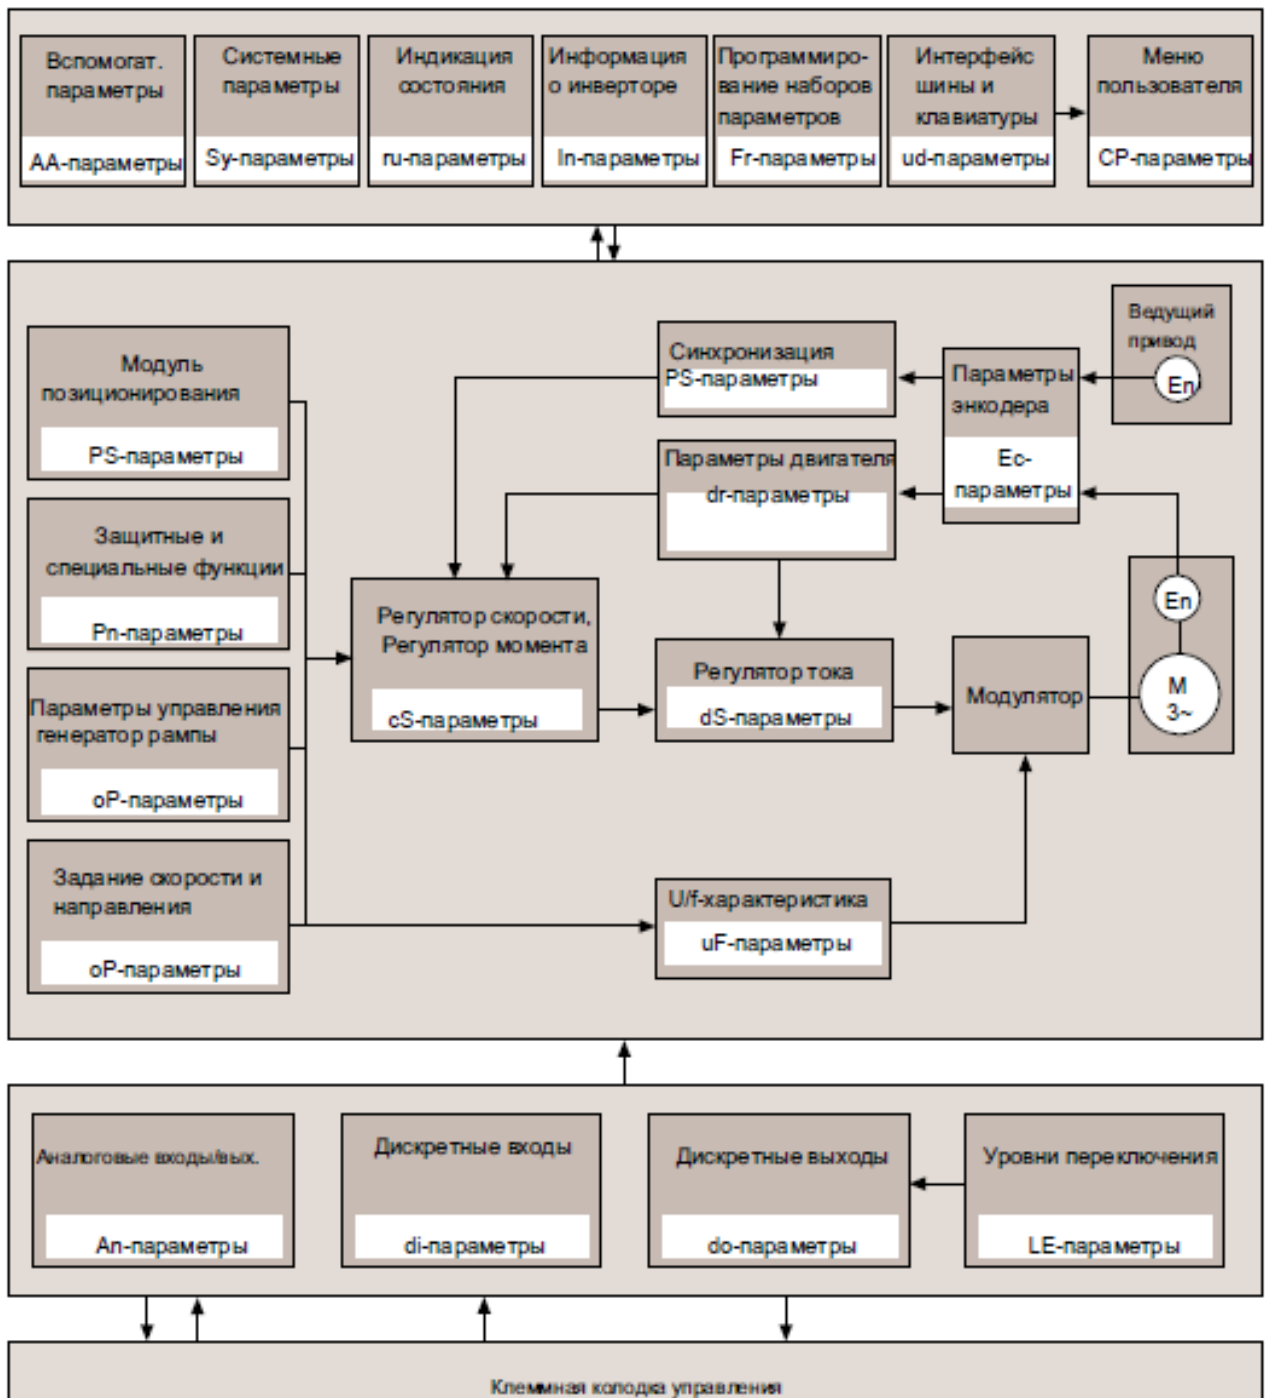 Вспомогат.
параметры
AA-параметры
Системные
параметры
Sy-параметры
Индикация
состояния
ru-параметры
Информация
о инверторе
In-параметры
Программиро-
вание наборов
параметров
Fr-параметры
Интерфейс
шины и
клавиатуры
ud-параметры
Меню
пользователя
CP-параметры
Модуль
позиционирования
PS-параметры
Защитные и
специальные функции
Pn-параметры
Параметры управления
генератор рампы
oP-параметры
Задание скорости и
направления
oP-параметры
Регулятор скорости,
Регулятор момента
cS-параметры
Синхронизация
PS-параметры
Параметры двигателя
dr-параметры
Регулятор тока
dS-параметры
U/f-характеристика
uF-параметры
Параметры
энкодера
Ec-
параметры
Ведущий
привод
En
En
M
3~
Модулятор
Аналоговые входы/вых.
An-параметры
Дискретные входы
di-параметры
Дискретные выходы
do-параметры
Уровни переключения
LE-параметры
Клеммная колодка управления